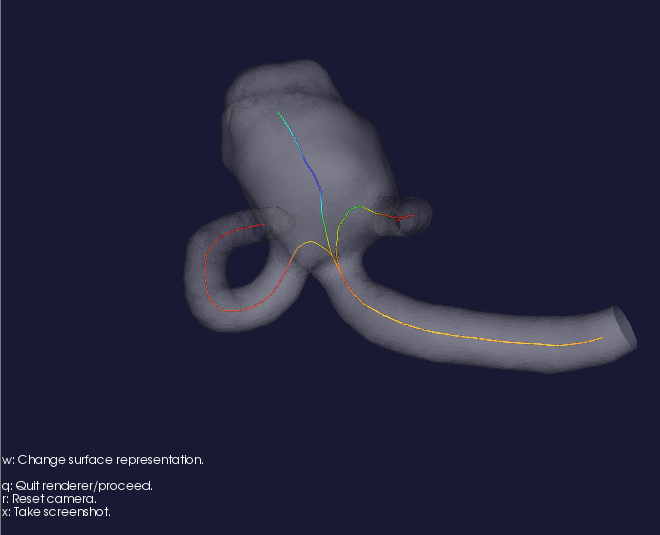 w: Change surface representation.
q: Quit renderer/proceed.
r: Reset camera.
x: Take screenshot.